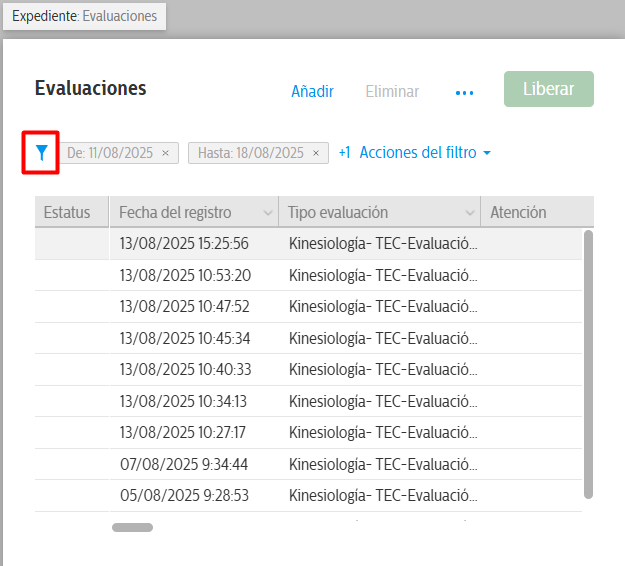 Expediente: Evaluaciones
Evaluaciones
Añadir Eliminar ... Liberar
De: 11/08/2025 × Hasta: 18/08/2025 × +1 Acciones del filtro
Estatus Fecha del registro Tipo evaluación Atención
13/08/2025 15:25:56 Kinesiología- TEC-Evaluació...
13/08/2025 10:53:20 Kinesiología- TEC-Evaluació...
13/08/2025 10:47:52 Kinesiología- TEC-Evaluació...
13/08/2025 10:45:34 Kinesiología- TEC-Evaluació...
13/08/2025 10:40:33 Kinesiología- TEC-Evaluació...
13/08/2025 10:34:13 Kinesiología- TEC-Evaluació...
13/08/2025 10:27:17 Kinesiología- TEC-Evaluació...
07/08/2025 9:34:44 Kinesiología- TEC-Evaluació...
05/08/2025 9:28:53 Kinesiología- TEC-Evaluació...